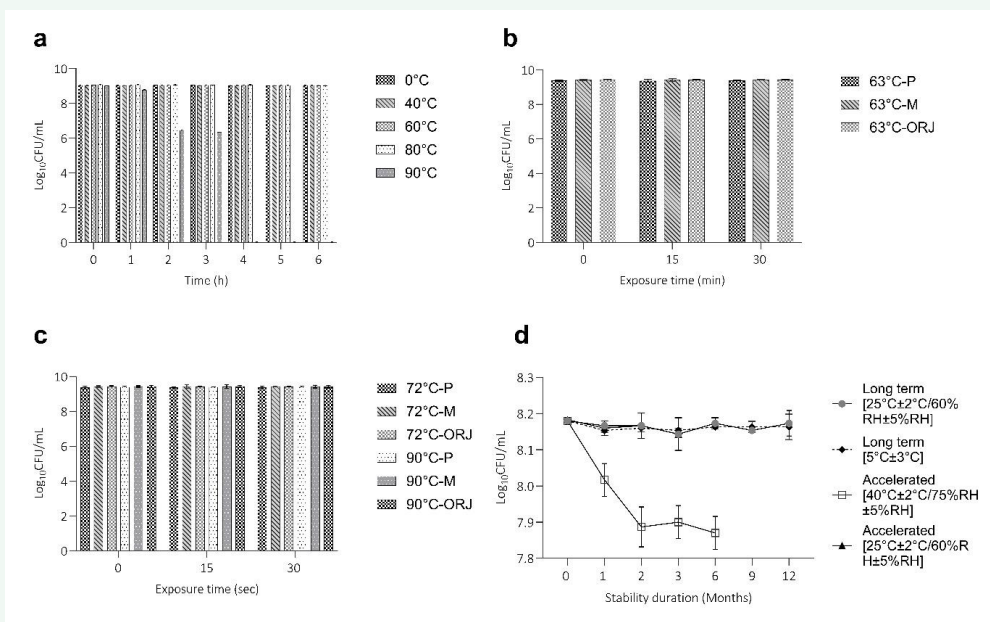 a
10
8
6
4
2
0
Log10CFU/mL
0 1 2 3 4 5 6
Time (h)
0°C
40°C
60°C
80°C
90°C
b
10
8
6
4
2
0
Log10CFU/mL
0 15 30
Exposure time (min)
63°C-P
63°C-M
63°C-ORJ
c
10
8
6
4
2
0
Log10CFU/mL
0 15 30
Exposure time (sec)
72°C-P
72°C-M
72°C-ORJ
90°C-P
90°C-M
90°C-ORJ
d
8.3
8.2
8.1
8.0
7.9
7.8
Log10CFU/mL
0 1 2 3 6 9 12
Stability duration (Months)
Long term
[25°C±2°C/60%
RH±5%RH]
Long term
[5°C±3°C]
Accelerated
[40°C±2°C/75%RH
±5%RH]
Accelerated
[25°C±2°C/60%R
H±5%RH]